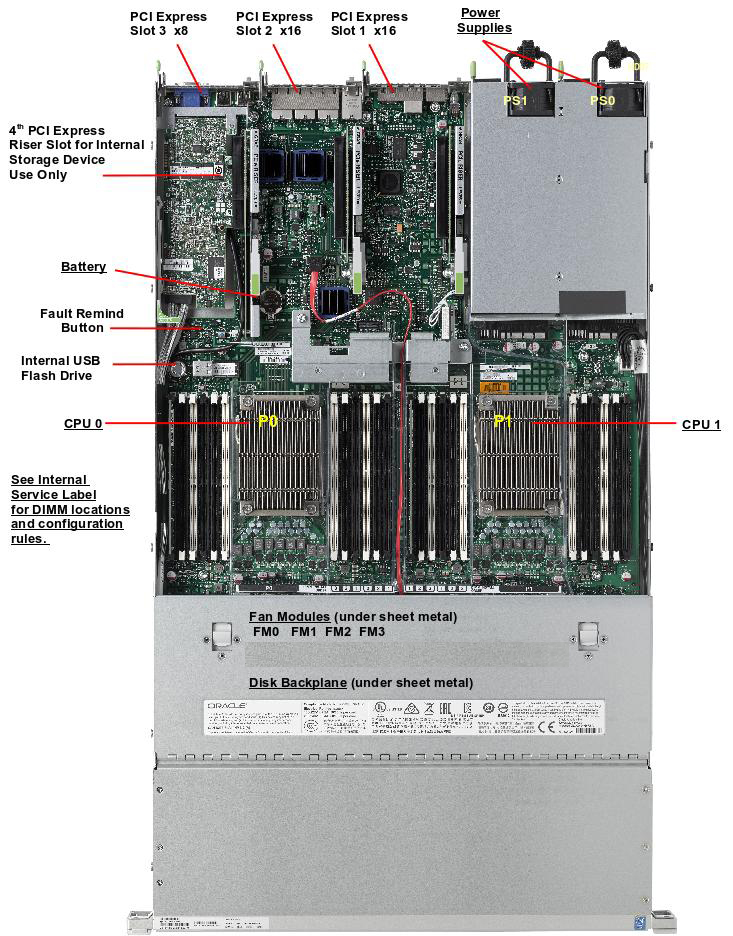 PCI Express
Slot 3 x8
PCI Express
Slot 2 x16
PCI Express
Slot 1 x16
Power
Supplies
PS1
PS0
4th PCI Express
Riser Slot for Internal
Storage Device
Use Only
Battery
Fault Remind
Button
Internal USB
Flash Drive
CPU 0
P0
P1
CPU 1
See Internal
Service Label
for DIMM locations
and configuration
rules.
Fan Modules (under sheet metal)
FM0 FM1 FM2 FM3
Disk Backplane (under sheet metal)
ORACLE